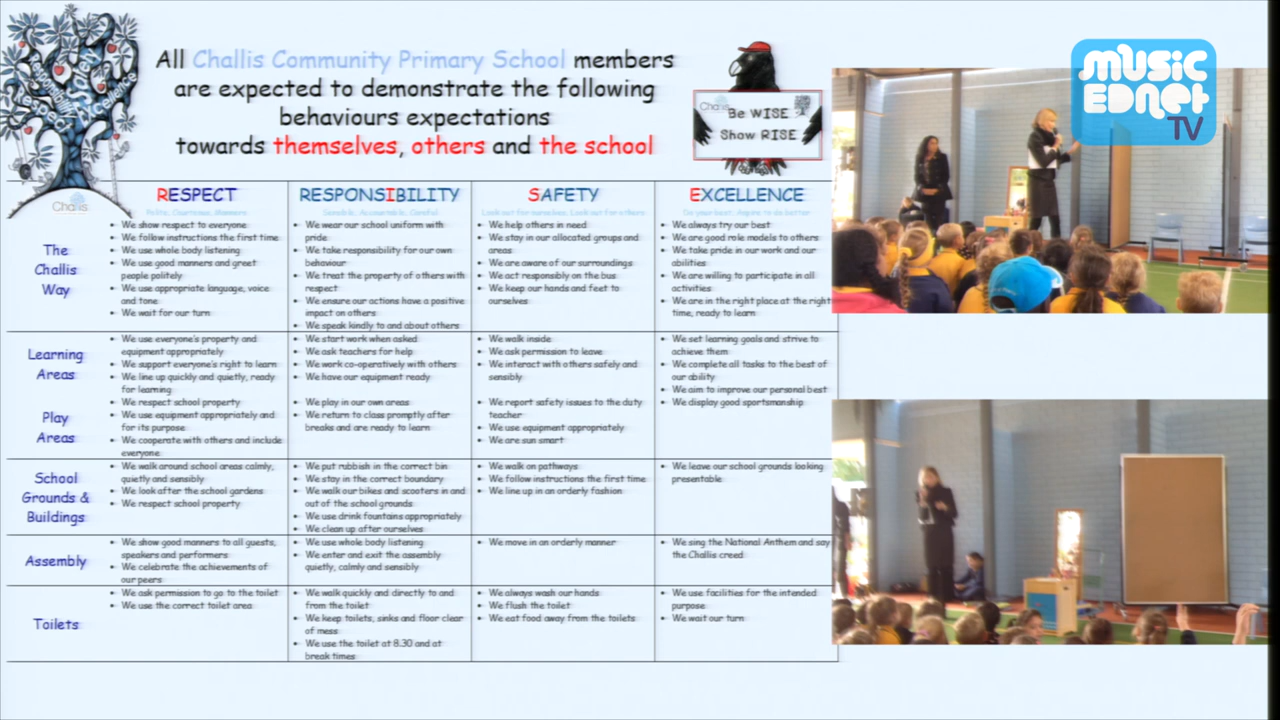 All Challis Community Primary School members
are expected to demonstrate the following
behaviours expectations
towards themselves, others and the school
Challis
Be WISE
Show RISE
MUSIC
EDNET
TV
Challis
RESPECT
Polite, Courteous, Manners
RESPONSIBILITY
Sensible, Accountable, Careful
SAFETY
Look out for ourselves, Look out for others
EXCELLENCE
Do your best, Aspire to do better
The
Challis
Way
• We show respect to everyone
• We follow instructions the first time
• We use whole body listening
• We use good manners and greet
people politely
• We use appropriate language, voice
and tone
• We wait for our turn
• We wear our school uniform with
pride
• We take responsibility for our own
behaviour
• We treat the property of others with
respect
• We ensure our actions have a positive
impact on others
• We speak kindly to and about others
• We help others in need
• We stay in our allocated groups and
areas
• We are aware of our surroundings
• We act responsibly on the bus
• We keep our hands and feet to
ourselves
• We always try our best
• We are good role models to others
• We take pride in our work and our
abilities
• We are willing to participate in all
activities
• We are in the right place at the right
time, ready to learn
Learning
Areas
• We use everyone's property and
equipment appropriately
• We support everyone's right to learn
• We line up quickly and quietly, ready
for learning
• We start work when asked
• We ask teachers for help
• We work co-operatively with others
• We have our equipment ready
• We walk inside
• We ask permission to leave
• We interact with others safely and
sensibly
• We set learning goals and strive to
achieve them
• We complete all tasks to the best of
our ability
• We aim to improve our personal best
Play
Areas
• We respect school property
• We use equipment appropriately and
for its purpose
• We cooperate with others and include
everyone
• We play in our own areas
• We return to class promptly after
breaks and are ready to learn
• We report safety issues to the duty
teacher
• We use equipment appropriately
• We are sun smart
• We display good sportsmanship
School
Grounds &
Buildings
• We walk around school areas calmly,
quietly and sensibly
• We look after the school gardens
• We respect school property
• We put rubbish in the correct bin
• We stay in the correct boundary
• We walk our bikes and scooters in and
out of the school grounds
• We use drink fountains appropriately
• We clean up after ourselves
• We walk on pathways
• We follow instructions the first time
• We line up in an orderly fashion
• We leave our school grounds looking
presentable
Assembly
• We show good manners to all guests,
speakers and performers
• We celebrate the achievements of
our peers
• We use whole body listening
• We enter and exit the assembly
quietly, calmly and sensibly
• We move in an orderly manner
• We sing the National Anthem and say
the Challis creed
Toilets
• We ask permission to go to the toilet
• We use the correct toilet area
• We walk quickly and directly to and
from the toilet
• We keep toilets, sinks and floor clear
of mess
• We use the toilet at 8.30 and at
break times
• We always wash our hands
• We flush the toilet
• We eat food away from the toilets
• We use facilities for the intended
purpose
• We wait our turn